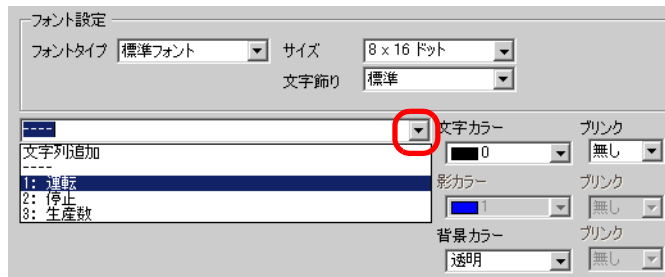 フォント設定
フォントタイプ 標準フォント サイズ 8 x 16 ドット
文字飾り 標準
---- 文字カラー ブリンク
文字列追加 0 無し
----
1: 運転 影カラー ブリンク
2: 停止 1 無し
3: 生産数
背景カラー ブリンク
透明 無し